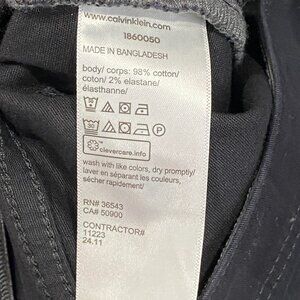 www.calvinklein.com
1860050
MADE IN BANGLADESH
body/ corps: 98% cotton/
coton/ 2% elastane/
élasthanne/
clevercare.info
wash with like colors, dry promptly/
laver en séparant les couleurs,
sécher rapidement/
RN# 36543
CA# 50900
CONTRACTOR#
11223
24.11